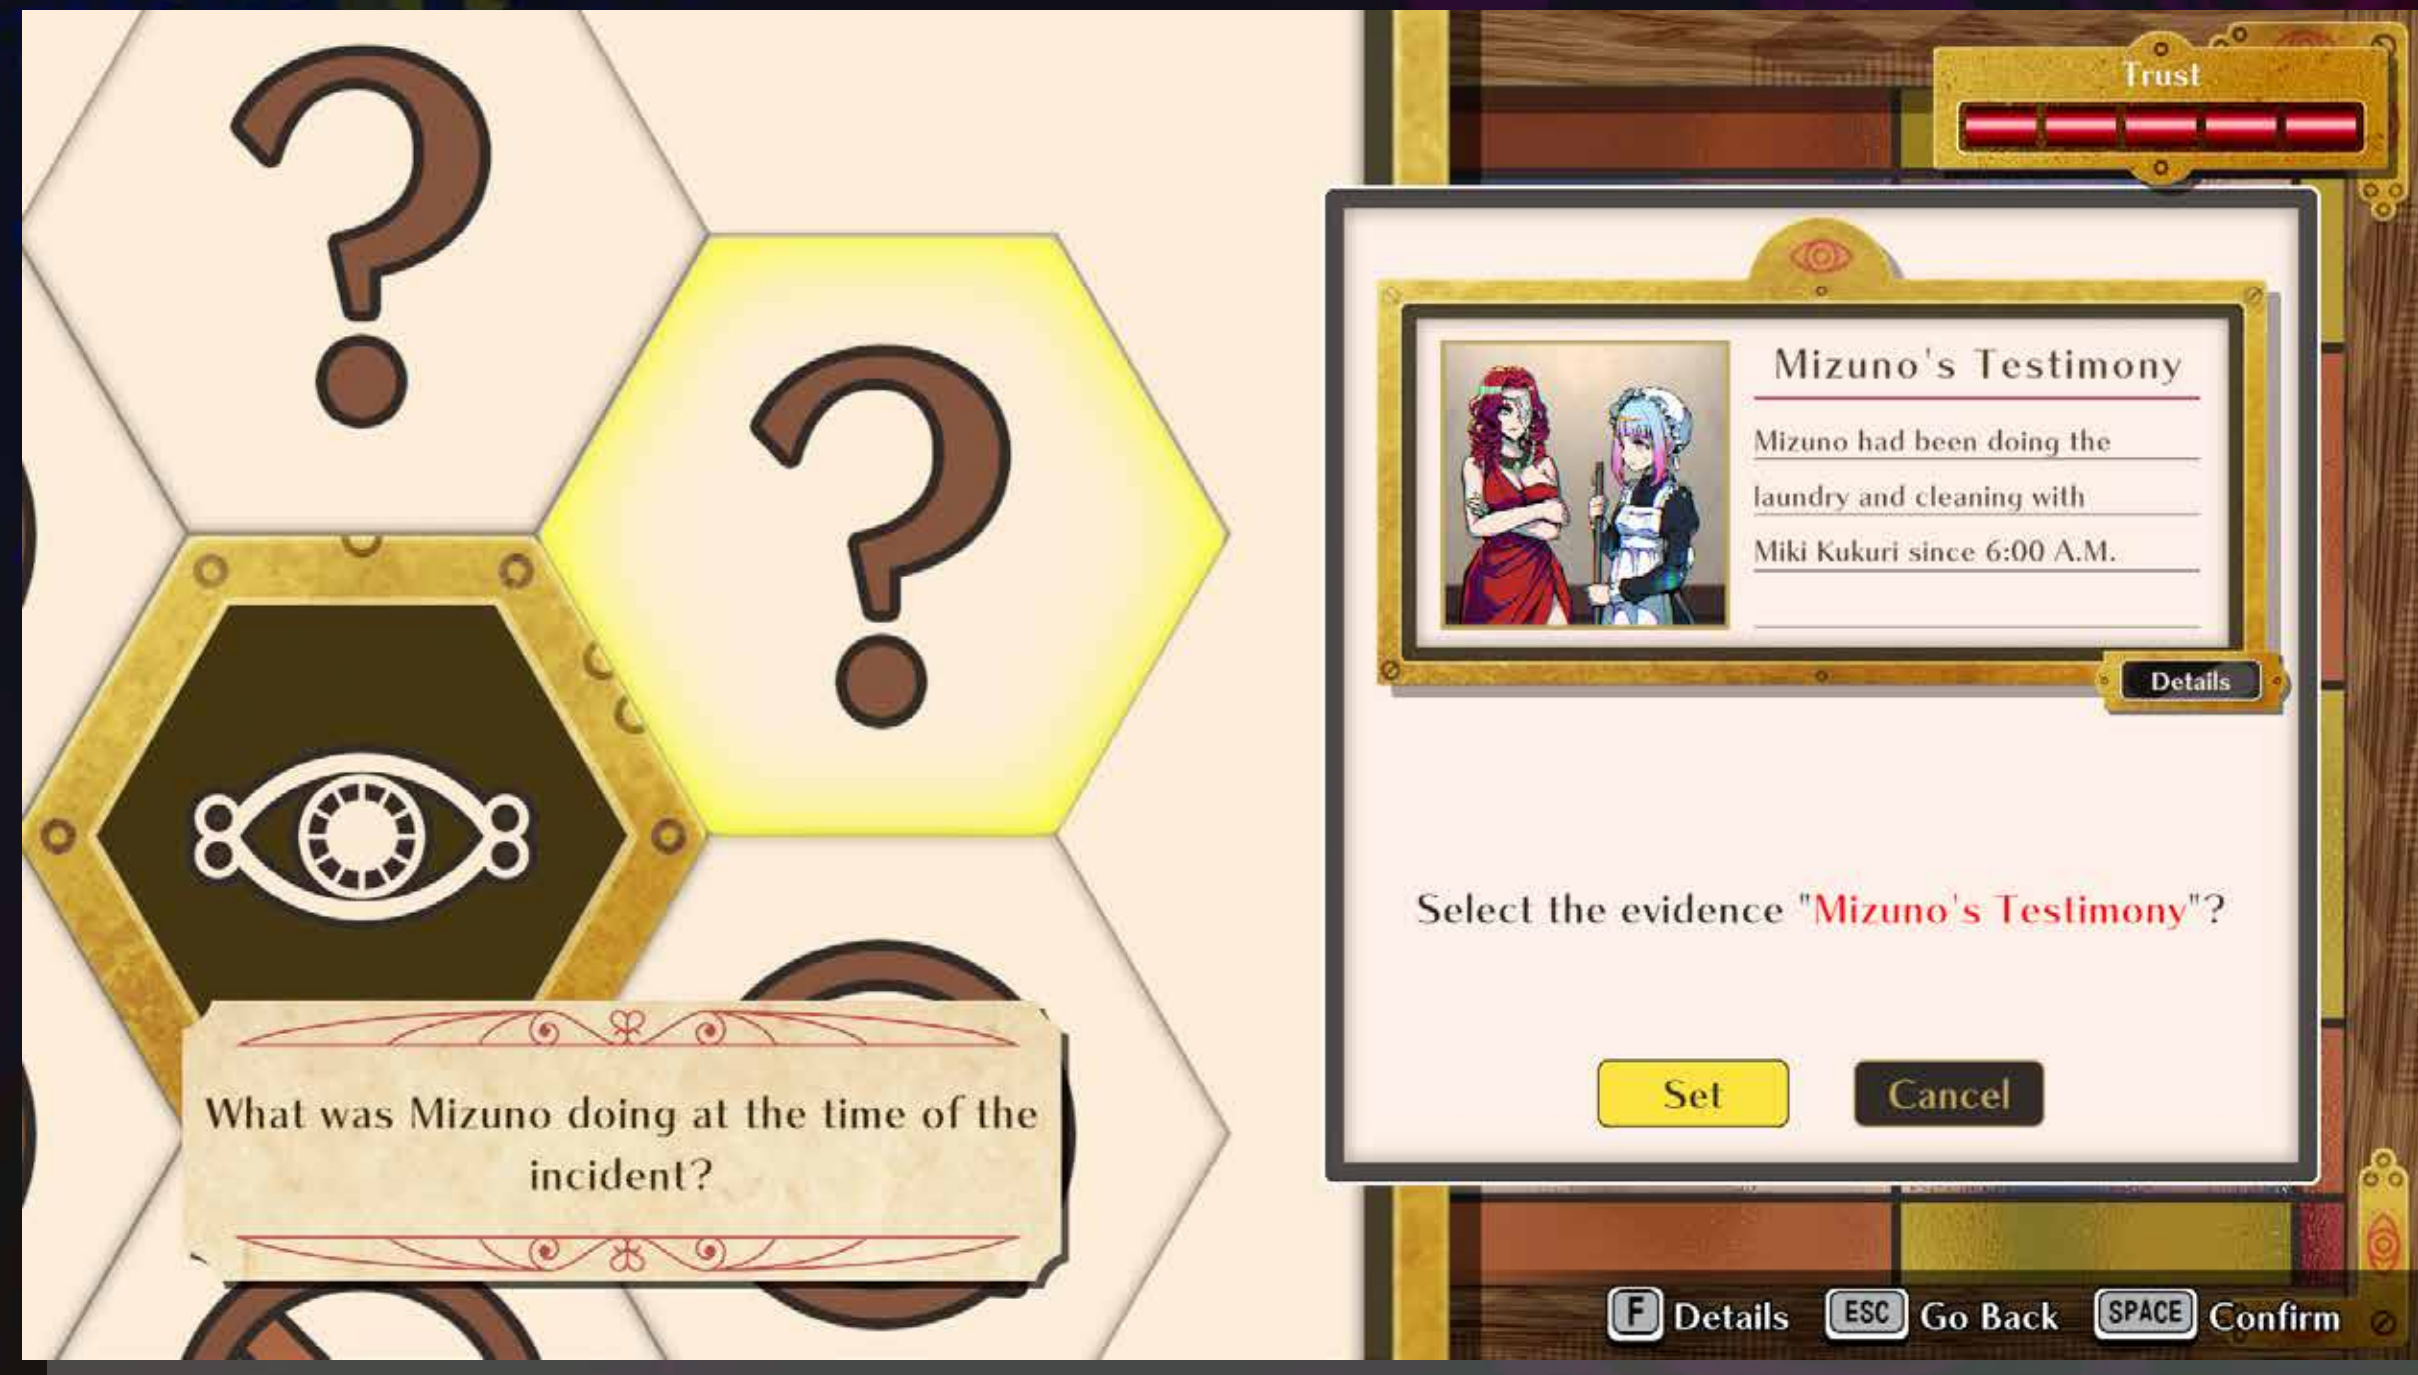 Trust
Mizuno's Testimony
Mizuno had been doing the
laundry and cleaning with
Miki Kukuri since 6:00 A.M.
Details
Select the evidence "Mizuno's Testimony"?
Set
Cancel
What was Mizuno doing at the time of the
incident?
F Details ESC Go Back SPACE Confirm